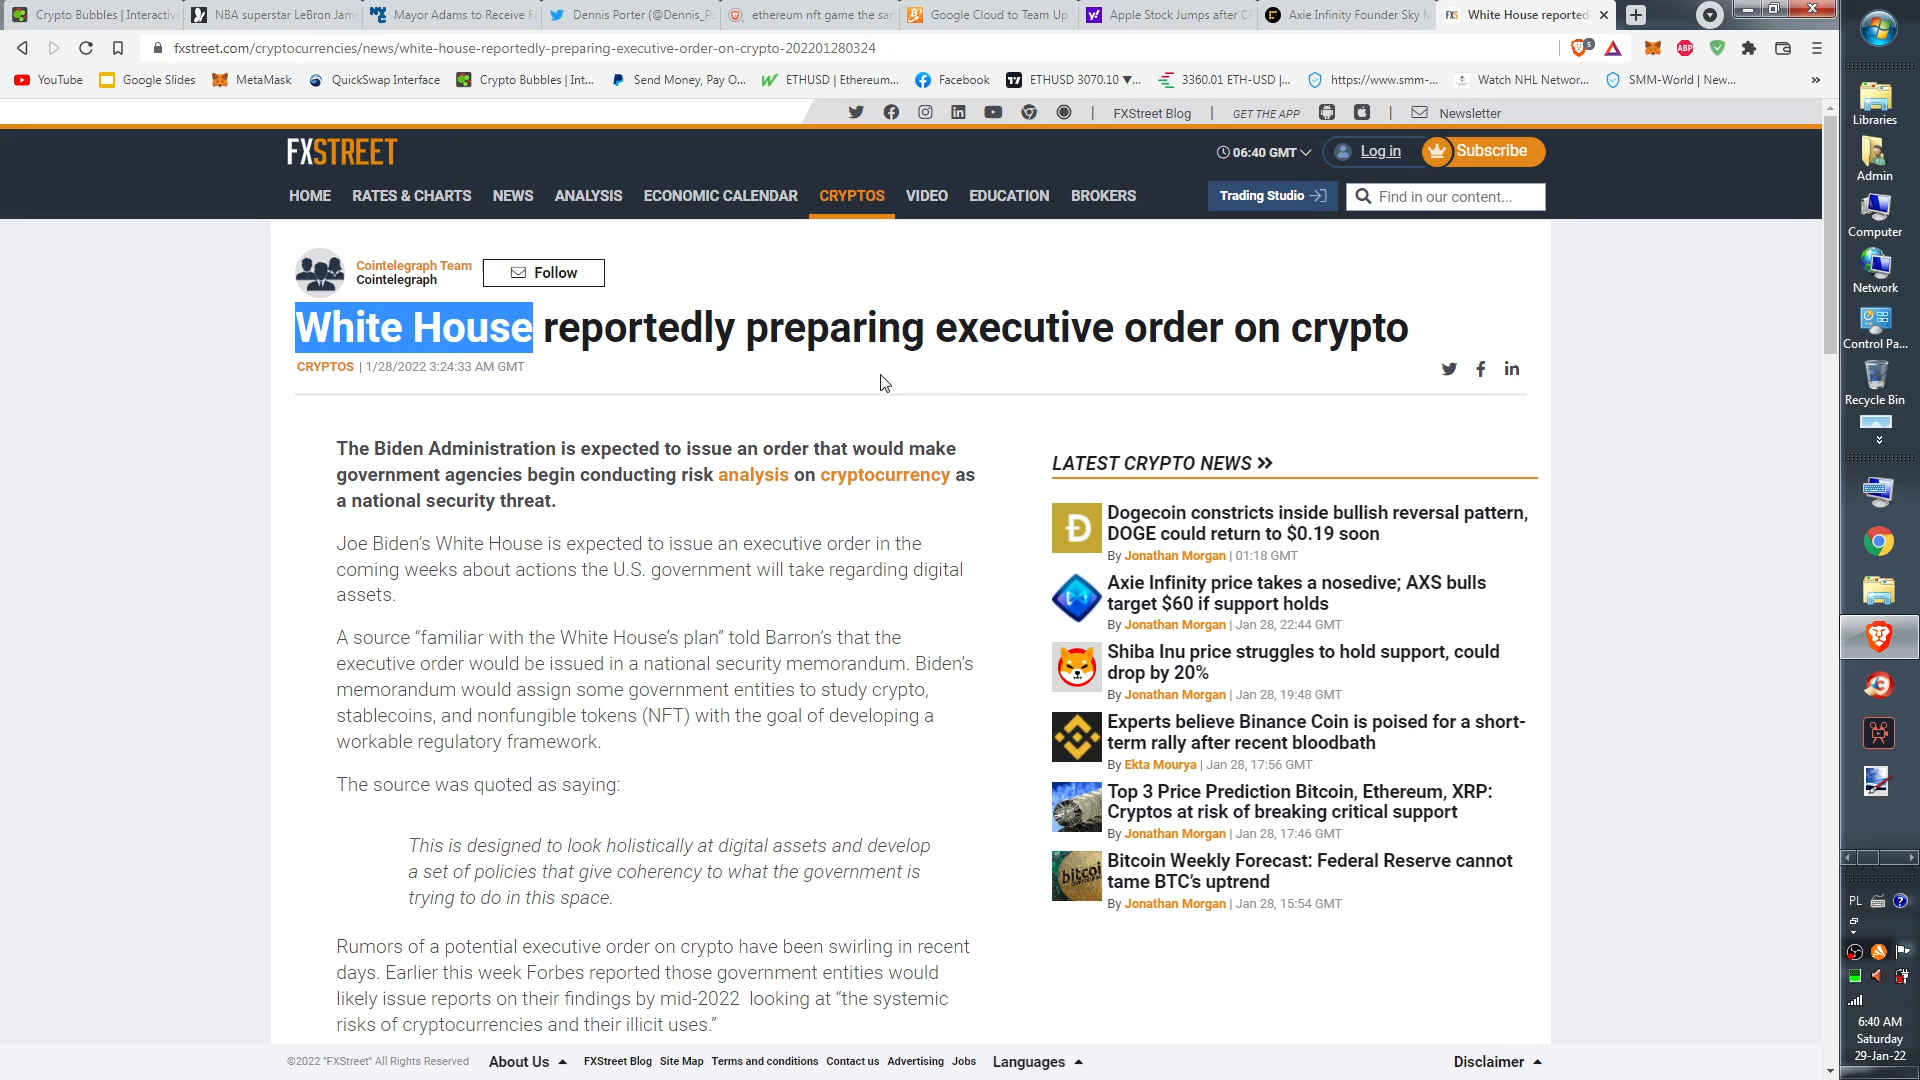 Crypto Bubbles | Interactiv
NBA superstar LeBron Jam
Mayor Adams to Receive F
Dennis Porter (@Dennis_P
ethereum nft game the sa
Google Cloud to Team Up
Apple Stock Jumps after C
Axie Infinity Founder Sky M
White House reported
fxstreet.com/cryptocurrencies/news/white-house-reportedly-preparing-executive-order-on-crypto-202201280324
5
ABP
YouTube
Google Slides
MetaMask
QuickSwap Interface
Crypto Bubbles | Int...
Send Money, Pay O...
ETHUSD | Ethereum...
Facebook
ETHUSD 3070.10 ▼...
3360.01 ETH-USD |...
https://www.smm-...
Watch NHL Networ...
SMM-World | New...
»
| FXStreet Blog | GET THE APP | Newsletter
FXSTREET
06:40 GMT
Log in
Subscribe
HOME RATES & CHARTS NEWS ANALYSIS ECONOMIC CALENDAR CRYPTOS VIDEO EDUCATION BROKERS
Trading Studio
Find in our content...
Cointelegraph Team
Cointelegraph
Follow
White House reportedly preparing executive order on crypto
CRYPTOS | 1/28/2022 3:24:33 AM GMT
The Biden Administration is expected to issue an order that would make
government agencies begin conducting risk analysis on cryptocurrency as
a national security threat.
Joe Biden's White House is expected to issue an executive order in the
coming weeks about actions the U.S. government will take regarding digital
assets.
A source “familiar with the White House's plan” told Barron's that the
executive order would be issued in a national security memorandum. Biden's
memorandum would assign some government entities to study crypto,
stablecoins, and nonfungible tokens (NFT) with the goal of developing a
workable regulatory framework.
The source was quoted as saying:
This is designed to look holistically at digital assets and develop
a set of policies that give coherency to what the government is
trying to do in this space.
Rumors of a potential executive order on crypto have been swirling in recent
days. Earlier this week Forbes reported those government entities would
likely issue reports on their findings by mid-2022 looking at “the systemic
risks of cryptocurrencies and their illicit uses.”
LATEST CRYPTO NEWS »
Dogecoin constricts inside bullish reversal pattern,
DOGE could return to $0.19 soon
By Jonathan Morgan | 01:18 GMT
Axie Infinity price takes a nosedive; AXS bulls
target $60 if support holds
By Jonathan Morgan | Jan 28, 22:44 GMT
Shiba Inu price struggles to hold support, could
drop by 20%
By Jonathan Morgan | Jan 28, 19:48 GMT
Experts believe Binance Coin is poised for a short-
term rally after recent bloodbath
By Ekta Mourya | Jan 28, 17:56 GMT
Top 3 Price Prediction Bitcoin, Ethereum, XRP:
Cryptos at risk of breaking critical support
By Jonathan Morgan | Jan 28, 17:46 GMT
Bitcoin Weekly Forecast: Federal Reserve cannot
tame BTC's uptrend
By Jonathan Morgan | Jan 28, 15:54 GMT
©2022 "FXStreet" All Rights Reserved
About Us
FXStreet Blog Site Map Terms and conditions Contact us Advertising Jobs
Languages
Disclaimer
Libraries
Admin
Computer
Network
Control Pa...
Recycle Bin
PL
6:40 AM
Saturday
29-Jan-22